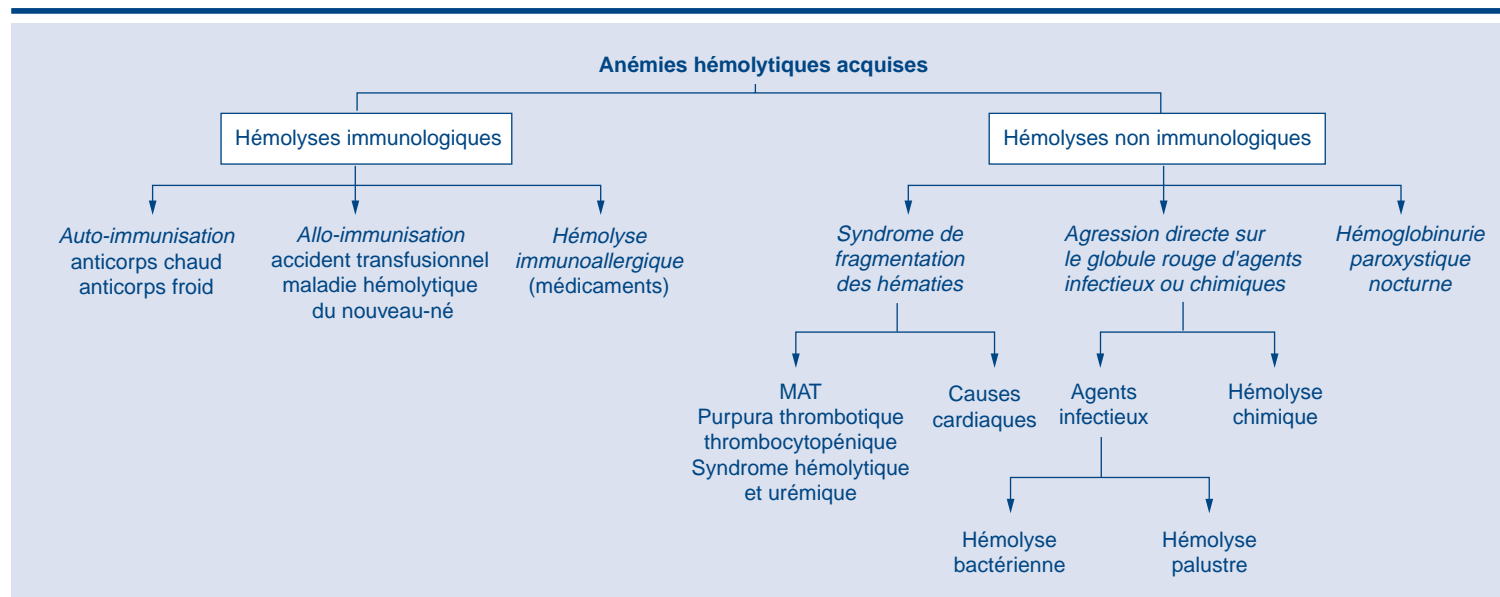 Anémies hémolytiques acquises
Hémolyses immunologiques
Hémolyses non immunologiques
Auto-immunisation
anticorps chaud
anticorps froid
Allo-immunisation
accident transfusionnel
maladie hémolytique
du nouveau-né
Hémolyse
immunoallergique
(médicaments)
Syndrome de
fragmentation
des hématies
Agression directe sur
le globule rouge d'agents
infectieux ou chimiques
Hémoglobinurie
paroxystique
nocturne
MAT
Purpura thrombotique
thrombocytopénique
Syndrome hémolytique
et urémique
Causes
cardiaques
Agents
infectieux
Hémolyse
chimique
Hémolyse
bactérienne
Hémolyse
palustre